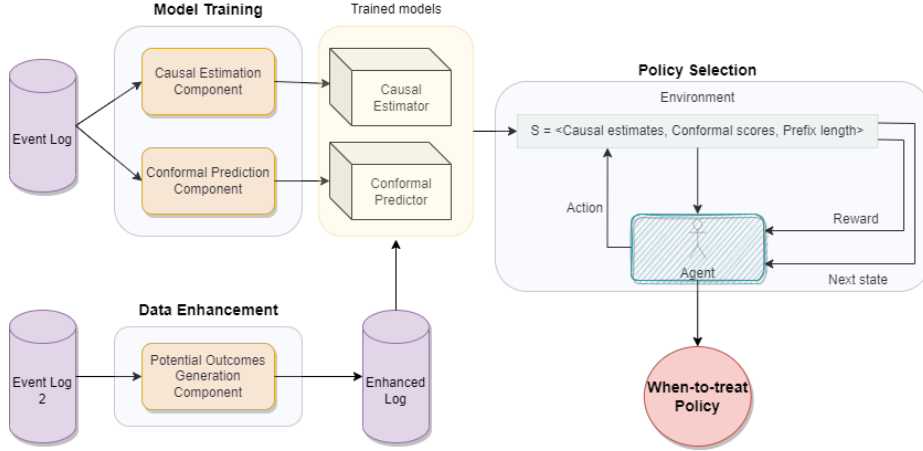 Model Training
Trained models
Event Log
Causal Estimation
Component
Causal
Estimator
Conformal Prediction
Component
Conformal
Predictor
Policy Selection
Environment
S = <Causal estimates, Conformal scores, Prefix length>
Action
Reward
Agent
Next state
Data Enhancement
Event Log
2
Potential Outcomes
Generation
Component
Enhanced
Log
When-to-treat
Policy